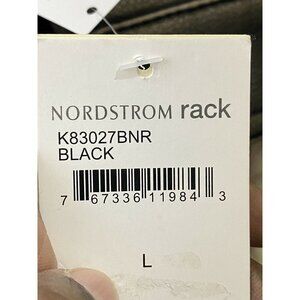 NORDSTROM rack
K83027BNR
BLACK
7 67336 11984 3
L